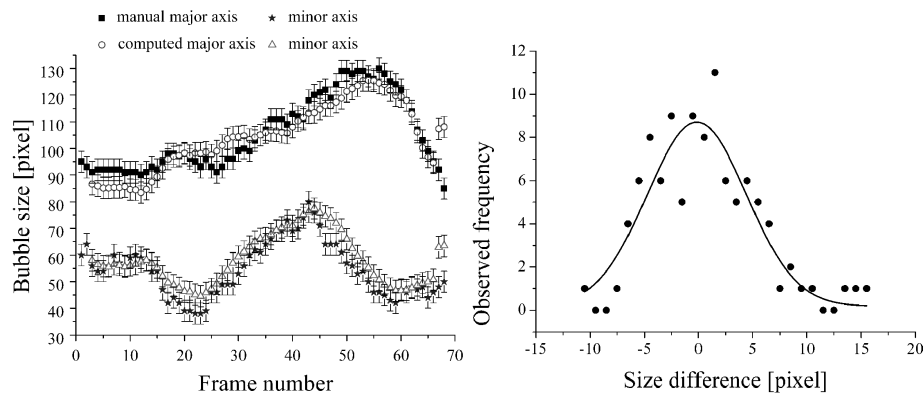 manual major axis minor axis
computed major axis minor axis
Bubble size [pixel]
130
120
110
100
90
80
70
60
50
40
30
0 10 20 30 40 50 60 70
Frame number
Observed frequency
12
10
8
6
4
2
0
-15 -10 -5 0 5 10 15 20
Size difference [pixel]